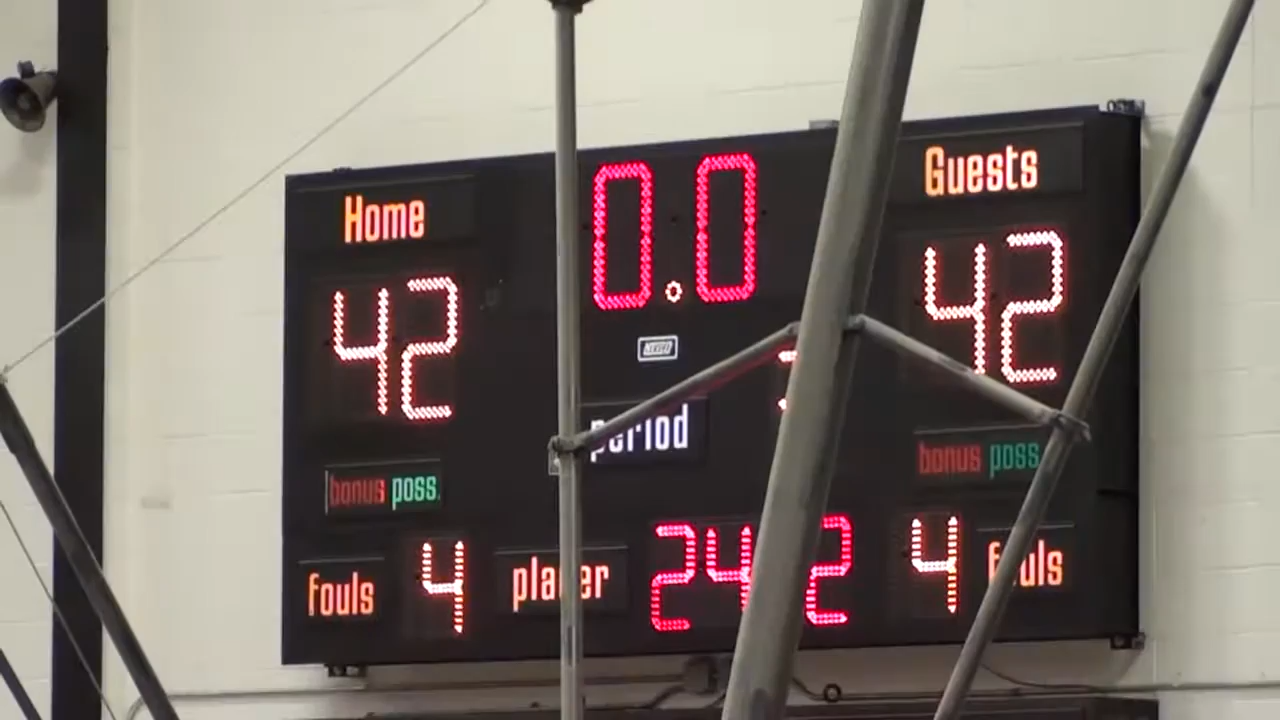 Home
0.0
Guests
42
42
period
bonus poss.
bonus poss.
fouls
4
player
24
2
4
fouls